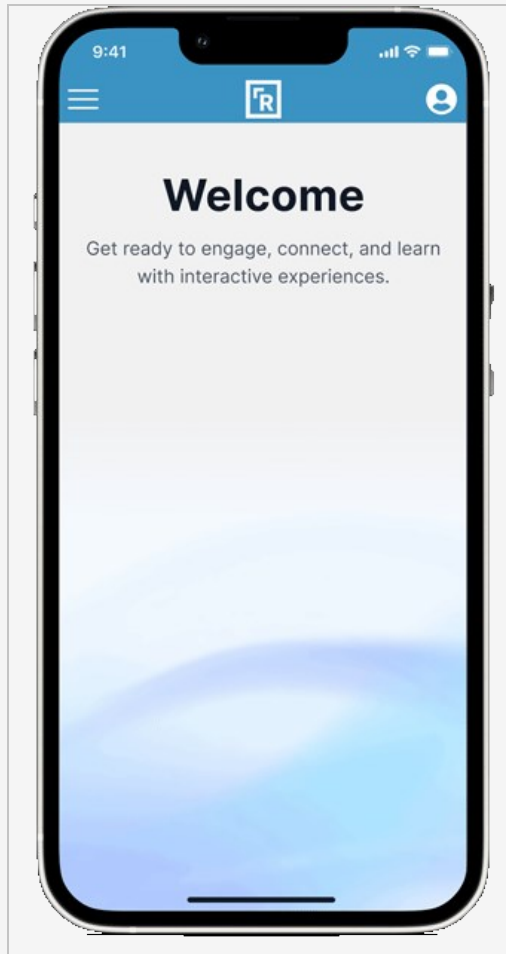 9:41
R
Welcome
Get ready to engage, connect, and learn
with interactive experiences.